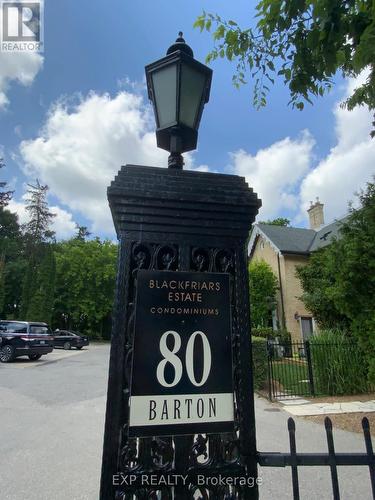 REALTOR®
BLACKFRIARS
ESTATE
CONDOMINIUMS
80
BARTON
EXP REALTY, Brokerage